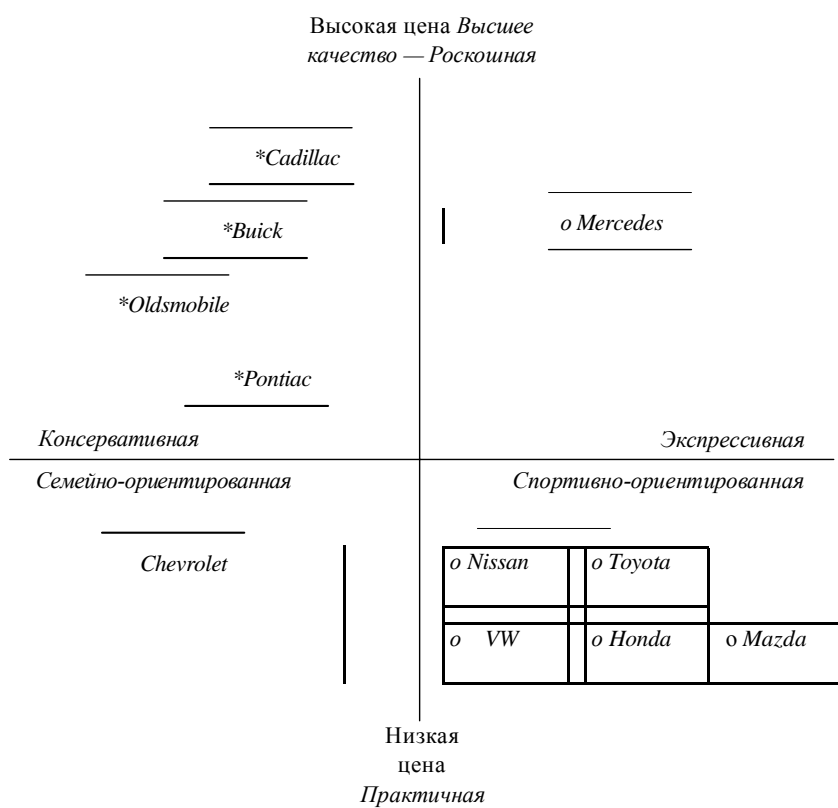 Высокая цена Высшее
качество — Роскошная
*Cadillac
*Buick
o Mercedes
*Oldsmobile
*Pontiac
Консервативная
Экспрессивная
Семейно-ориентированная
Спортивно-ориентированная
Chevrolet
o Nissan
o Toyota
o VW
o Honda
o Mazda
Низкая
цена
Практичная